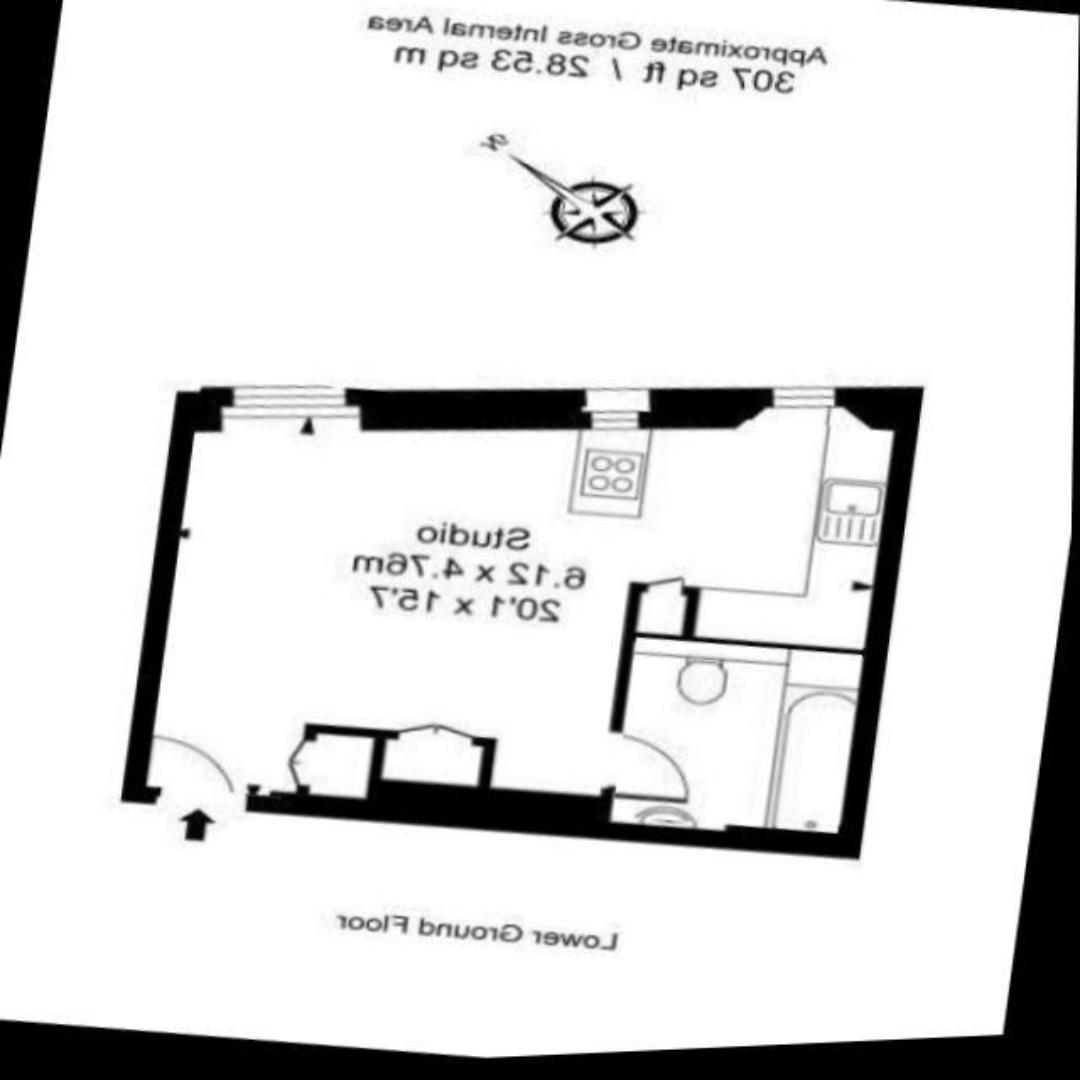 Approximate Gross Internal Area
307 sq ft / 28.53 sq m
N
Studio
6.12 x 4.76m
20'1 x 15'7
Lower Ground Floor